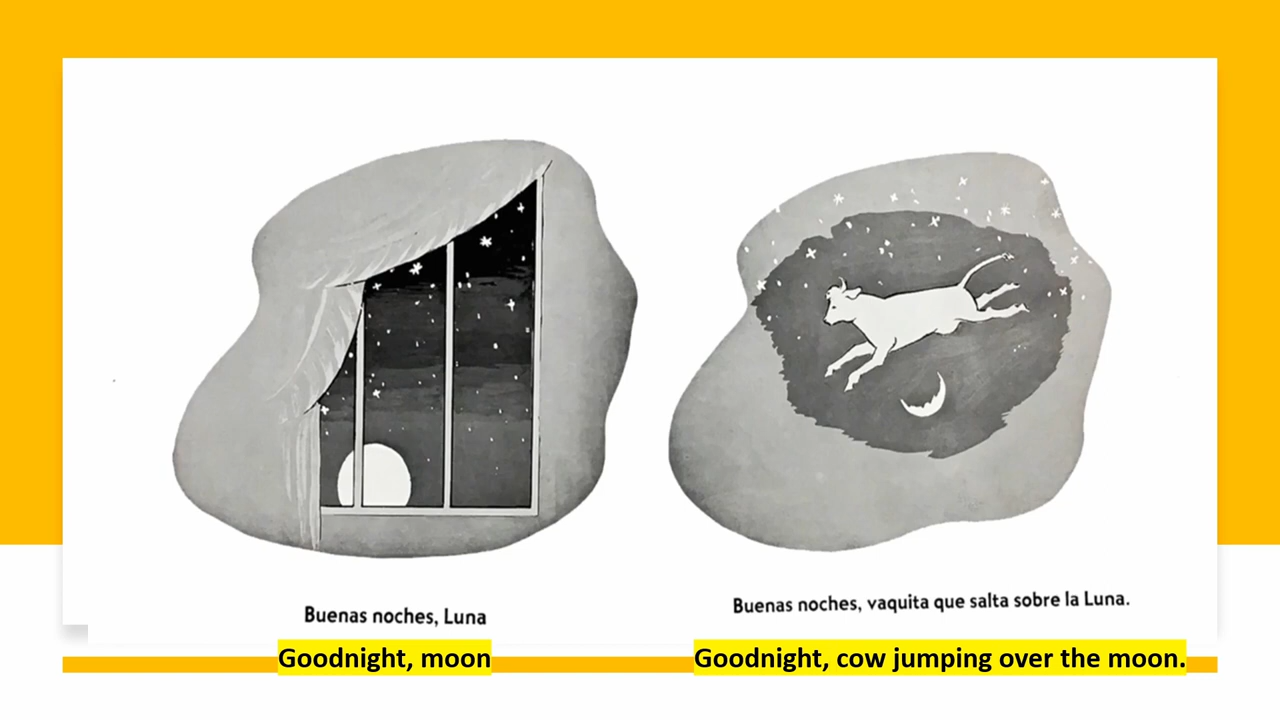 Buenas noches, Luna
Buenas noches, vaquita que salta sobre la Luna.
Goodnight, moon
Goodnight, cow jumping over the moon.